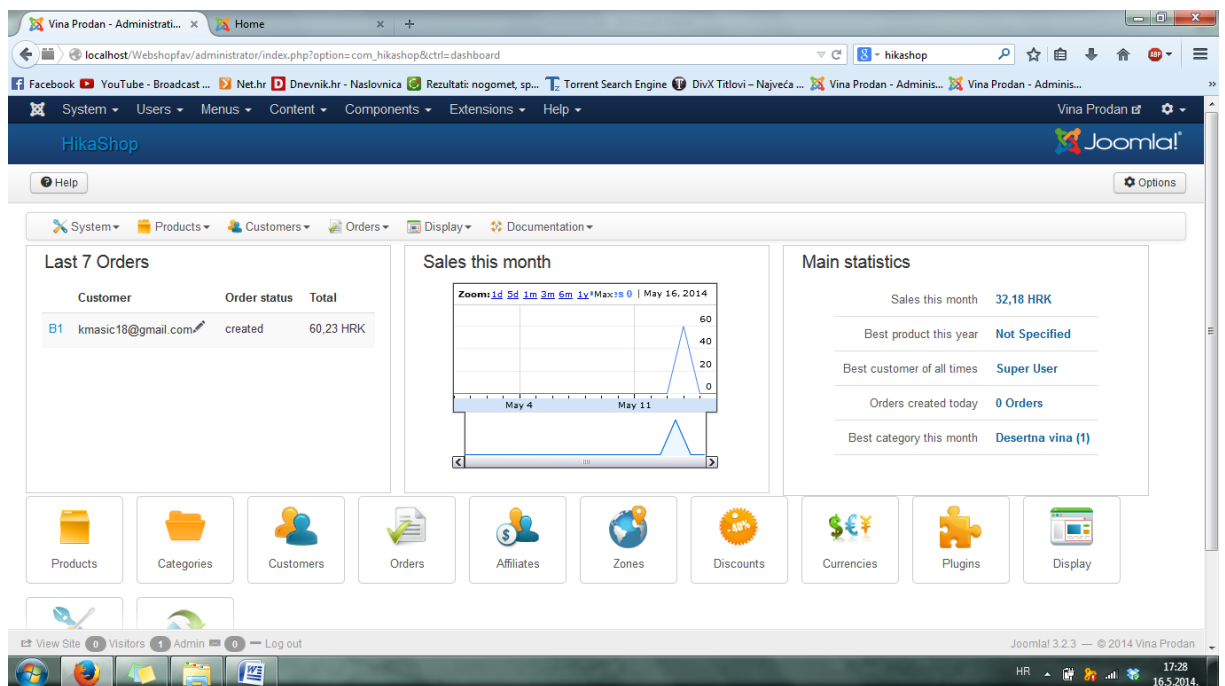 Vina Prodan - Administrati... × Home × +
localhost/Webshopfav/administrator/index.php?option=com_hikashop&ctrl=dashboard 8 hikashop ABP
Facebook YouTube - Broadcast ... Net.hr D Dnevnik.hr - Naslovnica Rezultati: nogomet, sp... Torrent Search Engine DivX Titlovi – Najveća ... Vina Prodan - Adminis... Vina Prodan - Adminis... »
System Users Menus Content Components Extensions Help Vina Prodan
HikaShop Joomla!
Help Options
System Products Customers Orders Display Documentation
Last 7 Orders
Customer Order status Total
B1 kmasic18@gmail.com created 60,23 HRK
Sales this month
Zoom: 1d 5d 1m 3m 6m 1y Max 0 | May 16, 2014
60
40
20
0
May 4 May 11
Main statistics
Sales this month 32,18 HRK
Best product this year Not Specified
Best customer of all times Super User
Orders created today 0 Orders
Best category this month Desertna vina (1)
Products Categories Customers Orders Affiliates Zones Discounts Currencies Plugins Display
View Site 0 Visitors 1 Admin 0 Log out Joomla! 3.2.3 — © 2014 Vina Prodan
HR 17:28
16.5.2014.